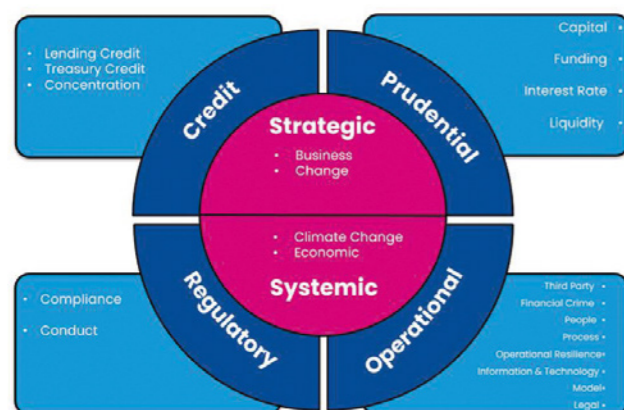 Lending Credit
Treasury Credit
Concentration
Credit
Prudential
Capital
Funding
Interest Rate
Liquidity
Strategic
Business
Change
Climate Change
Economic
Systemic
Regulatory
Operational
Compliance
Conduct
Third Party
Financial Crime
People
Process
Operational Resilience
Information & Technology
Model
Legal